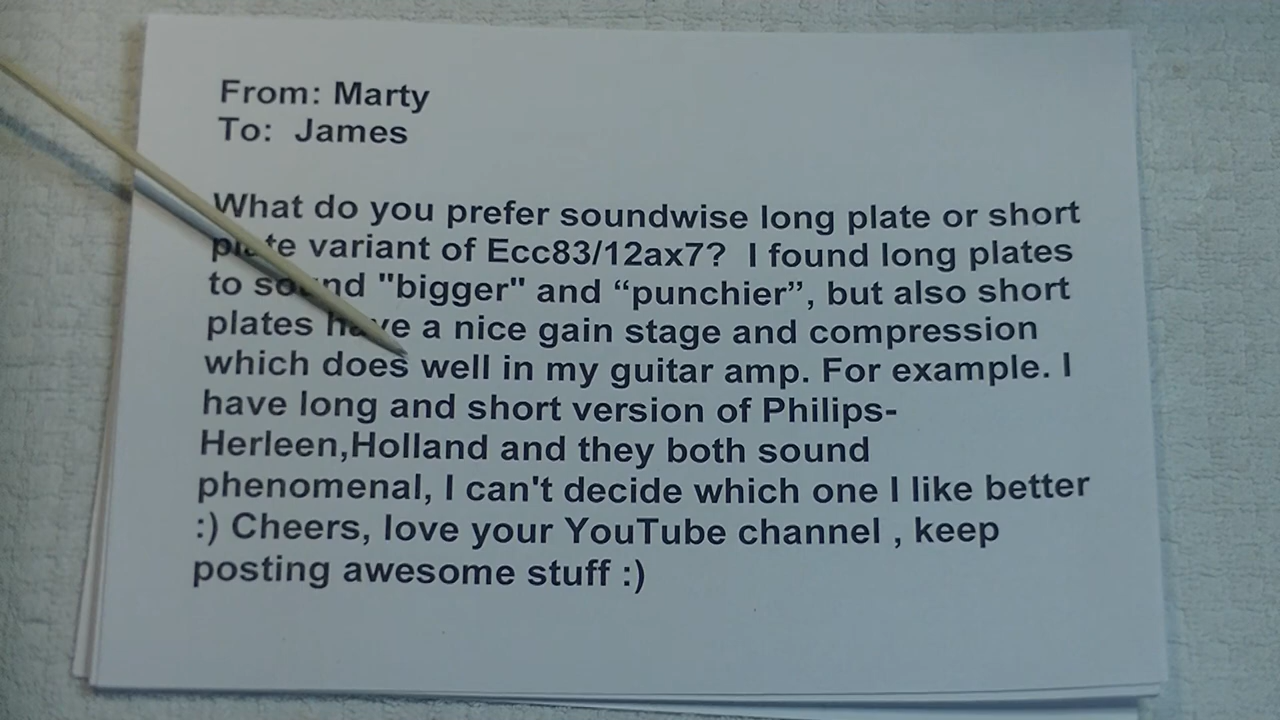 From: Marty
To: James
What do you prefer soundwise long plate or short
plate variant of Ecc83/12ax7? I found long plates
to sound "bigger" and “punchier”, but also short
plates have a nice gain stage and compression
which does well in my guitar amp. For example. I
have long and short version of Philips-
Herleen,Holland and they both sound
phenomenal, I can't decide which one I like better
:) Cheers, love your YouTube channel , keep
posting awesome stuff :)